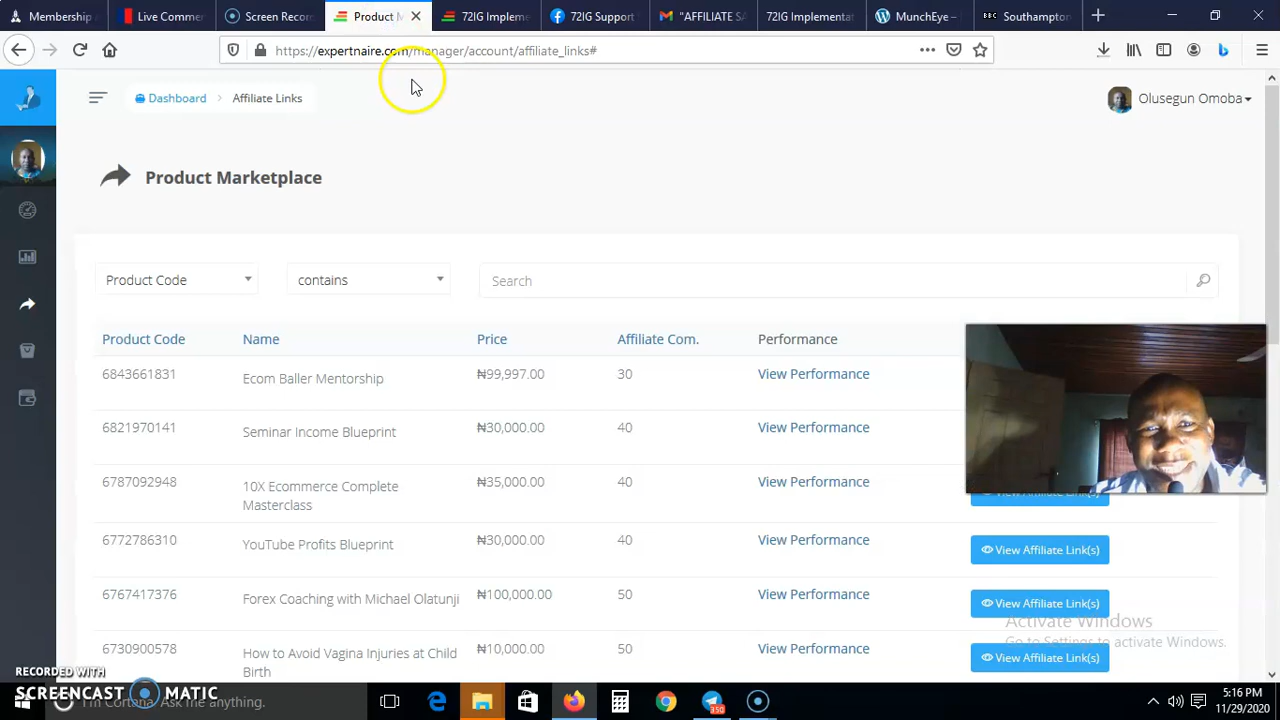 Membership A
Live Comme
Screen Reco
Product M
72IG Impleme
72IG Support
"AFFILIATE SA
72IG Implementat
MunchEye
BBC Southampton
https://expertnaire.com/manager/account/affiliate_links#
Dashboard > Affiliate Links
Olusegun Omoba
Product Marketplace
Product Code
contains
Search
Product Code Name Price Affiliate Com. Performance
6843661831 Ecom Baller Mentorship ₦99,997.00 30 View Performance
6821970141 Seminar Income Blueprint ₦30,000.00 40 View Performance
6787092948 10X Ecommerce Complete Masterclass ₦35,000.00 40 View Performance View Affiliate Link(s)
6772786310 YouTube Profits Blueprint ₦30,000.00 40 View Performance View Affiliate Link(s)
6767417376 Forex Coaching with Michael Olatunji ₦100,000.00 50 View Performance View Affiliate Link(s)
6730900578 How to Avoid Vagina Injuries at Child Birth ₦10,000.00 50 View Performance View Affiliate Link(s)
Activate Windows
Go to Settings to activate Windows.
RECORDED WITH
SCREENCAST MATIC
I'm Cortana. Ask me anything.
350
5:16 PM
11/29/2020